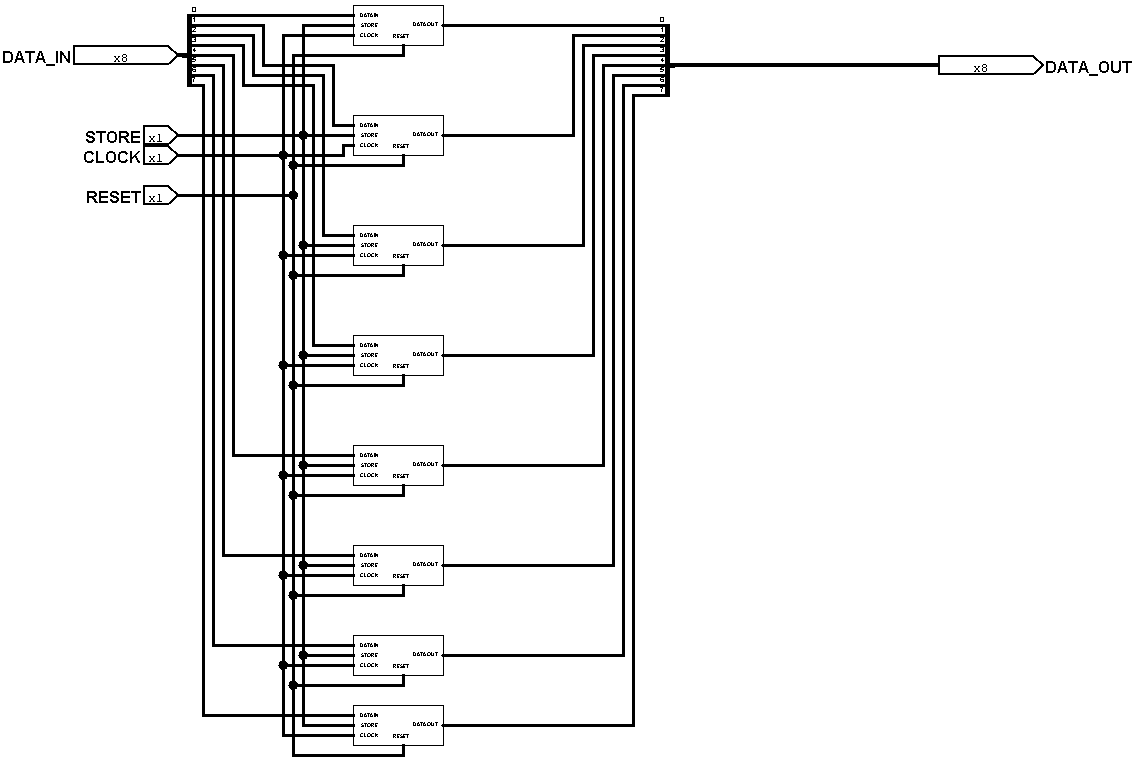 0
1
2
3
4
5
6
7
DATA_IN x8
STORE x1
CLOCK x1
RESET x1
DATAIN
STORE DATAOUT
CLOCK RESET
DATAIN
STORE DATAOUT
CLOCK RESET
DATAIN
STORE DATAOUT
CLOCK RESET
DATAIN
STORE DATAOUT
CLOCK RESET
DATAIN
STORE DATAOUT
CLOCK RESET
DATAIN
STORE DATAOUT
CLOCK RESET
DATAIN
STORE DATAOUT
CLOCK RESET
DATAIN
STORE DATAOUT
CLOCK RESET
0
1
2
3
4
5
6
7
x8 DATA_OUT